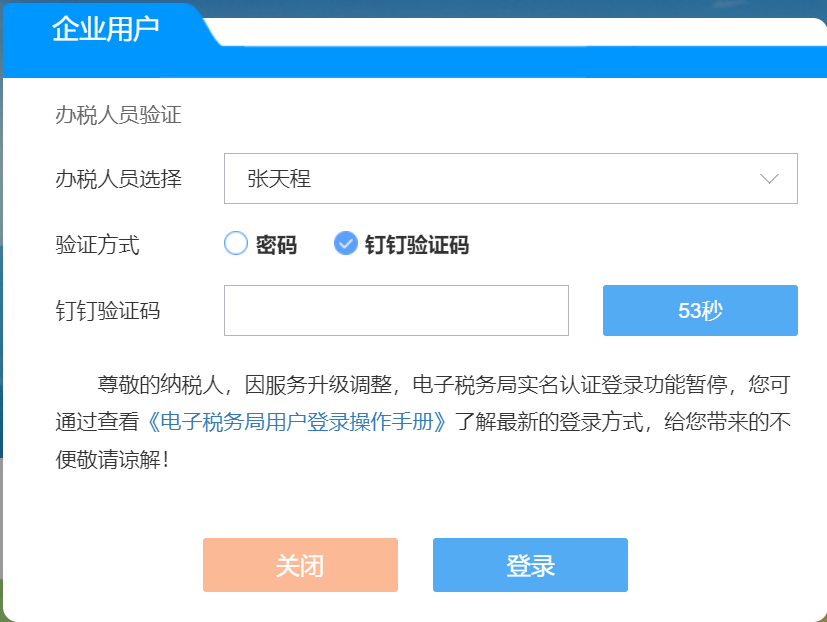 企业用户
办税人员验证
办税人员选择 张天程
验证方式 密码 钉钉验证码
钉钉验证码 53秒
尊敬的纳税人，因服务升级调整，电子税务局实名认证登录功能暂停，您可
通过查看《电子税务局用户登录操作手册》了解最新的登录方式，给您带来的不
便敬请谅解！
关闭 登录